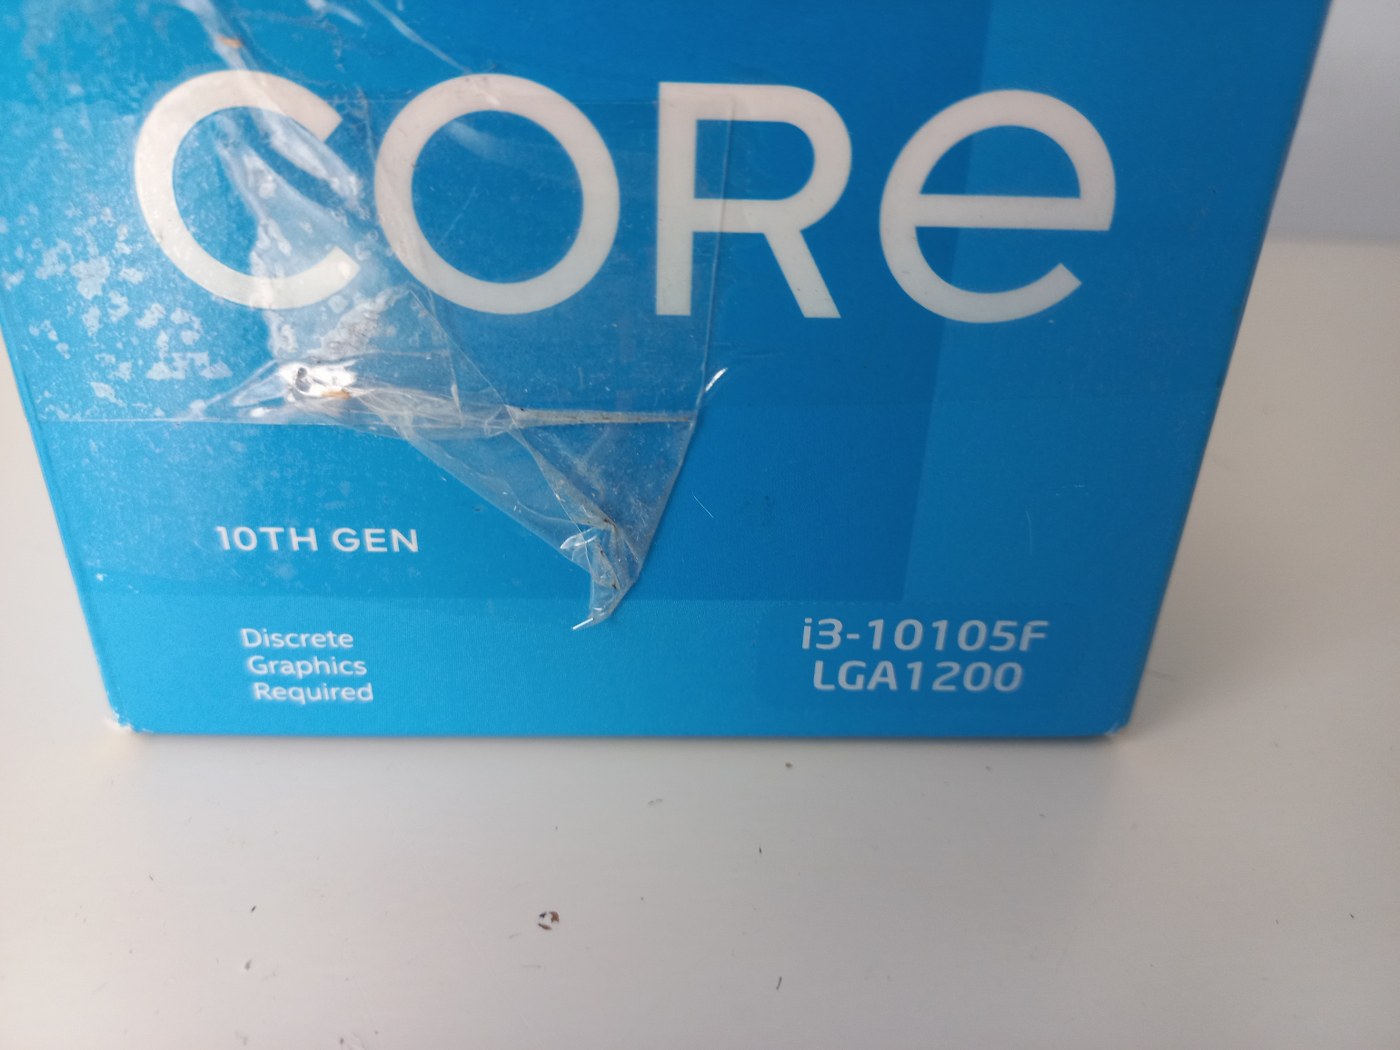 CORe
10TH GEN
Discrete
Graphics
Required
i3-10105F
LGA1200